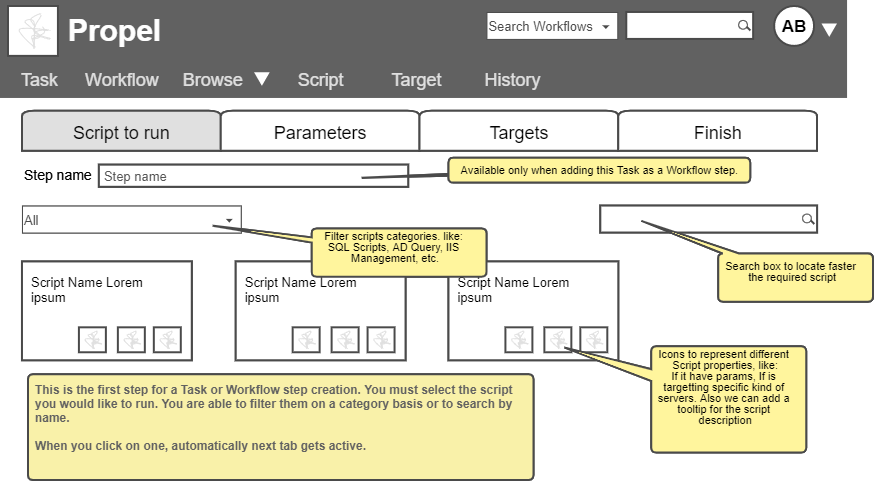 Propel
Search Workflows
AB
Task Workflow Browse Script Target History
Script to run Parameters Targets Finish
Step name Step name
Available only when adding this Task as a Workflow step.
All
Filter scripts categories. like:
SQL Scripts, AD Query, IIS
Management, etc.
Search box to locate faster
the required script
Script Name Lorem
ipsum
Script Name Lorem
ipsum
Script Name Lorem
ipsum
Icons to represent different
Script properties, like:
If it have params, If is
targetting specific kind of
servers. Also we can add a
tooltip for the script
description
This is the first step for a Task or Workflow step creation. You must select the script
you would like to run. You are able to filter them on a category basis or to search by
name.
When you click on one, automatically next tab gets active.